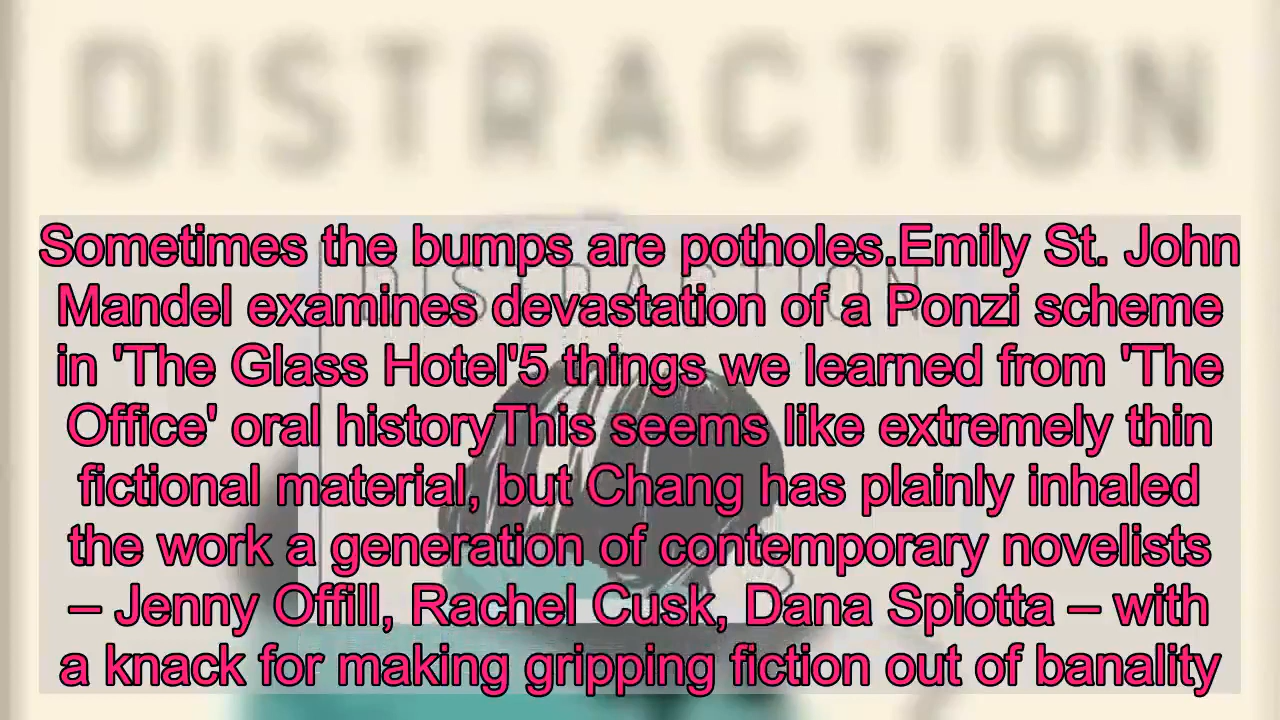 DISTRACTION
Sometimes the bumps are potholes.Emily St. John
DISTRACTION
Mandel examines devastation of a Ponzi scheme
in 'The Glass Hotel'5 things we learned from 'The
Office' oral historyThis seems like extremely thin
fictional material, but Chang has plainly inhaled
the work a generation of contemporary novelists
– Jenny Offill, Rachel Cusk, Dana Spiotta – with
a knack for making gripping fiction out of banality